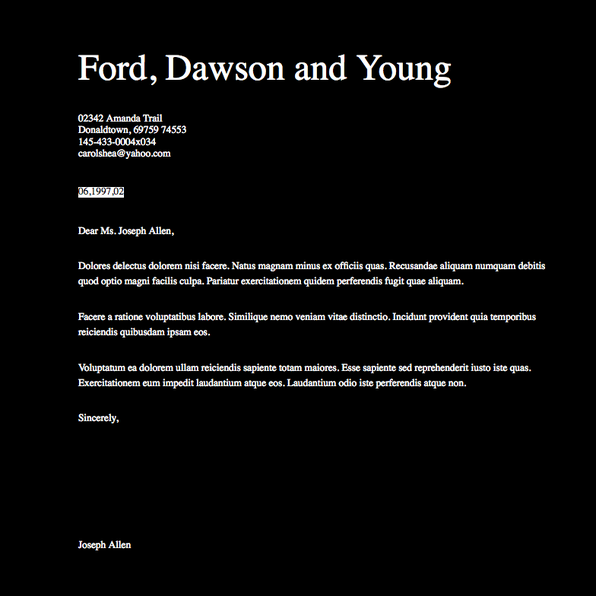 Ford, Dawson and Young
02342 Amanda Trail
Donaldtown, 69759 74553
145-433-0004x034
carolshea@yahoo.com
06,1997,02
Dear Ms. Joseph Allen,
Dolores delectus dolorem nisi facere. Natus magnam minus ex officiis quas. Recusandae aliquam numquam debitis
quod optio magni facilis culpa. Pariatur exercitationem quidem perferendis fugit quae aliquam.
Facere a ratione voluptatibus labore. Similique nemo veniam vitae distinctio. Incidunt provident quia temporibus
reiciendis quibusdam ipsam eos.
Voluptatum ea dolorem ullam reiciendis sapiente totam maiores. Esse sapiente sed reprehenderit iusto iste quas.
Exercitationem eum impedit laudantium atque eos. Laudantium odio iste perferendis atque non.
Sincerely,
Joseph Allen